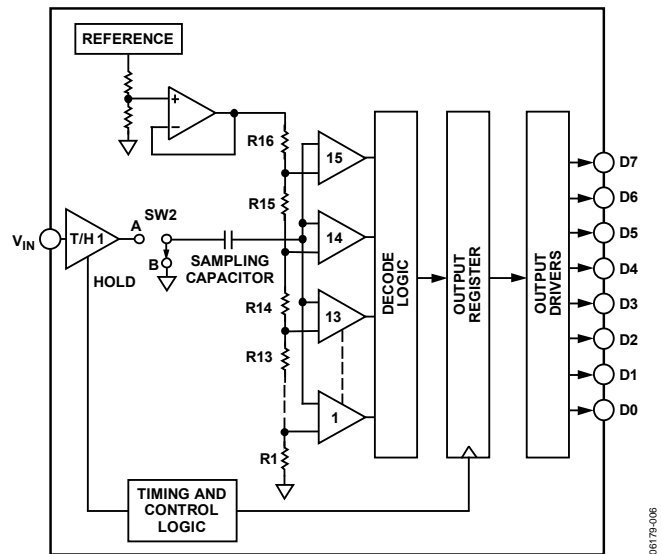 REFERENCE
+
–
R16
15
D7
R15
D6
VIN
T/H 1
A
SW2
14
D5
B
SAMPLING
CAPACITOR
HOLD
DECODE
LOGIC
OUTPUT
REGISTER
OUTPUT
DRIVERS
D4
R14
13
D3
R13
D2
D1
1
D0
R1
TIMING AND
CONTROL
LOGIC
06179-006